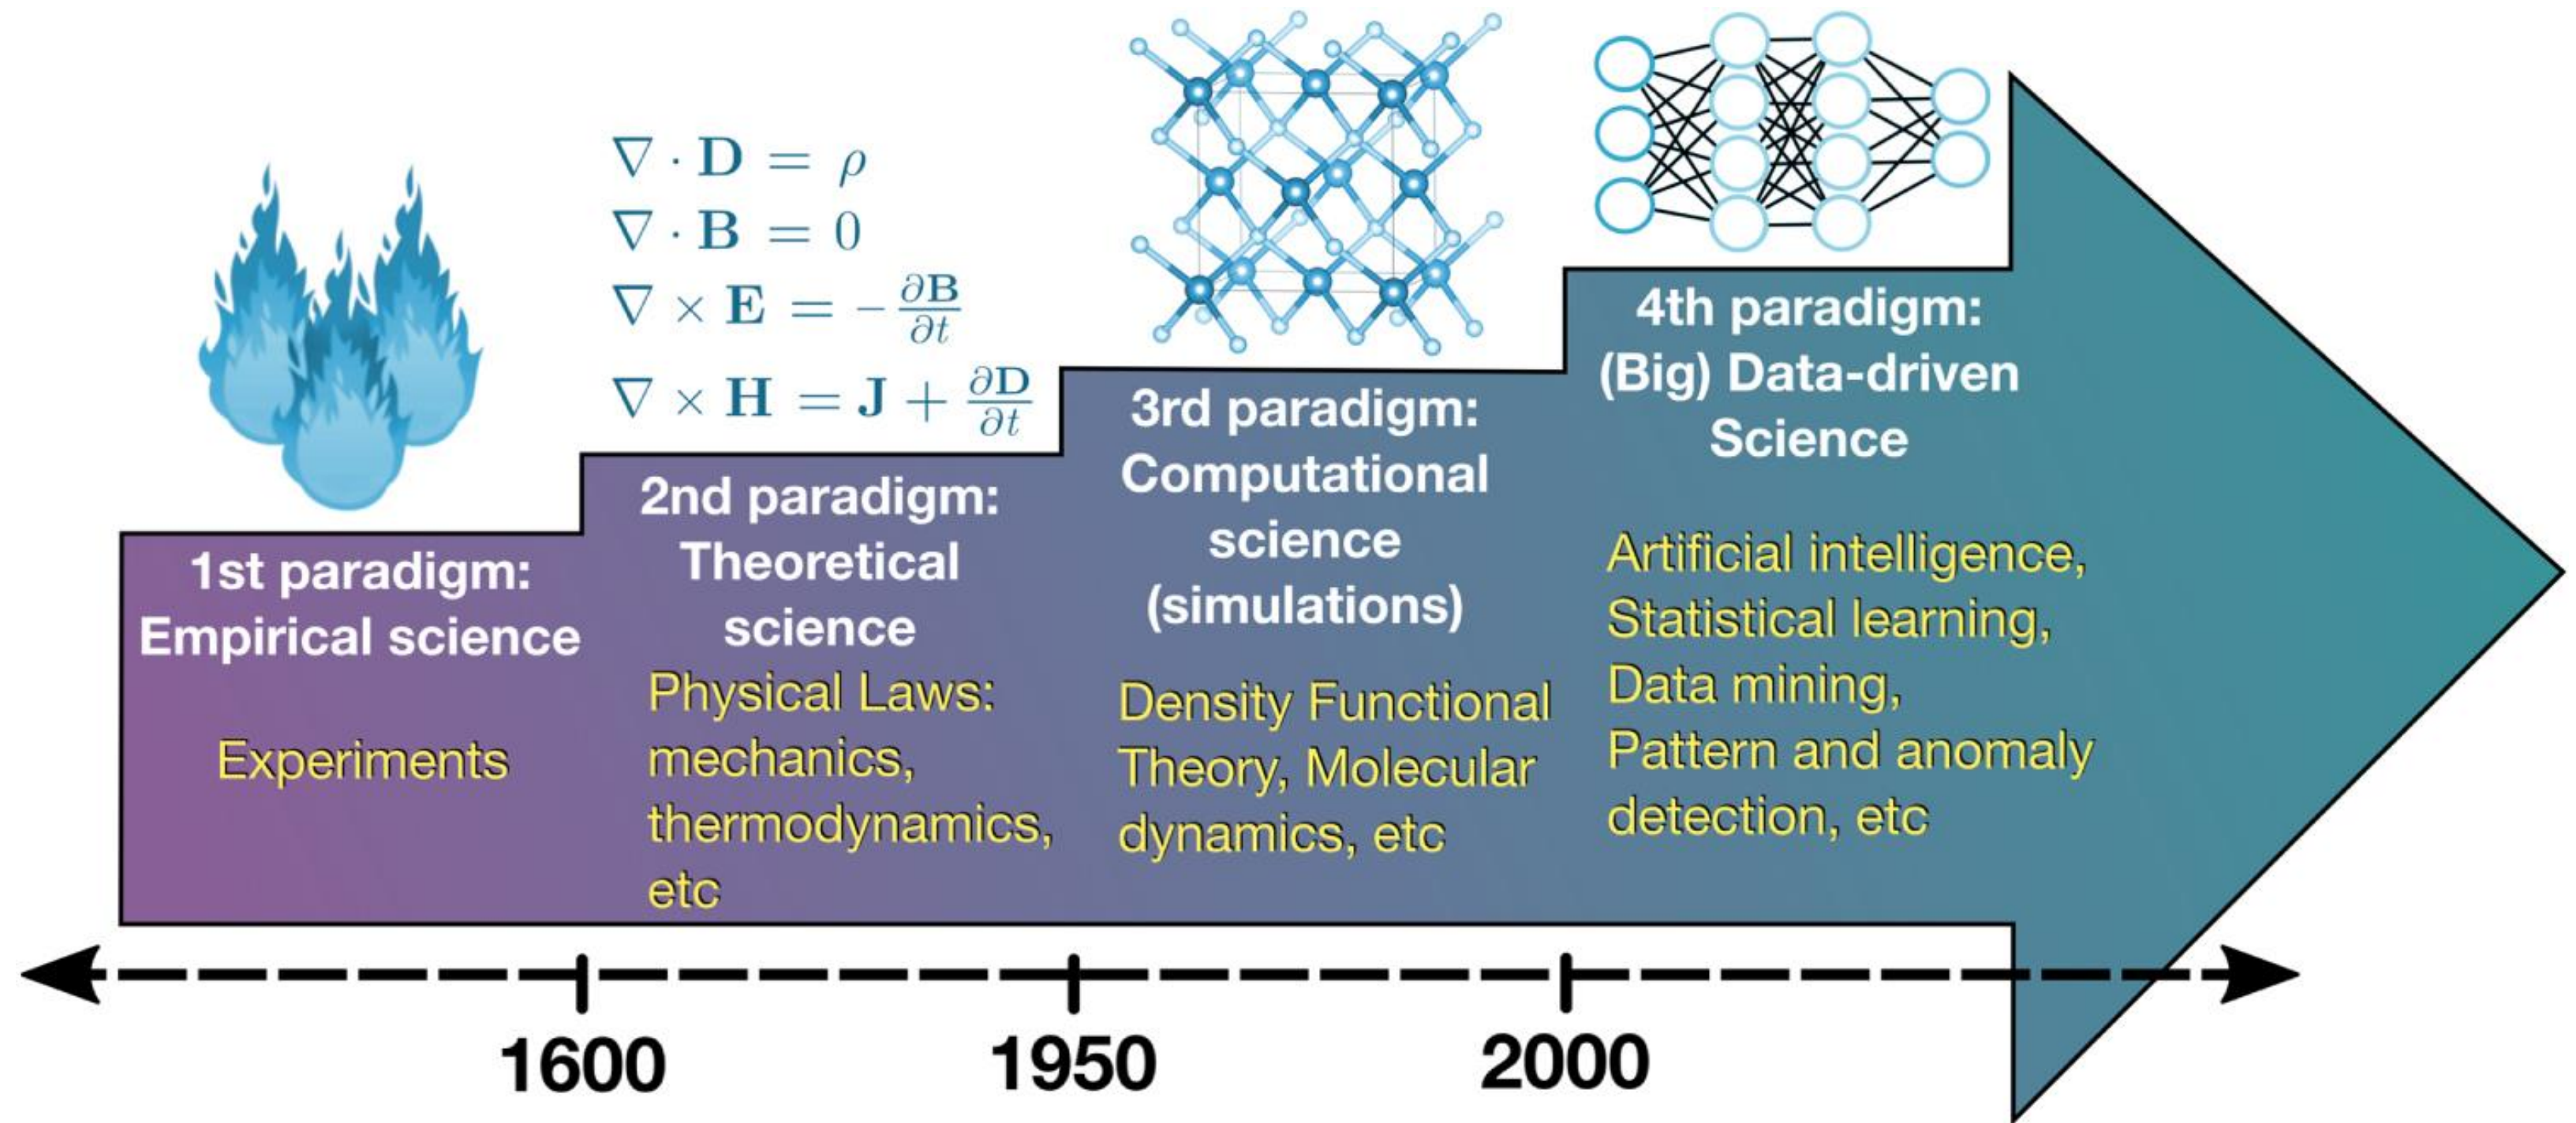 ∇ · D = ρ
∇ · B = 0
∇ × E = −∂B/∂t
∇ × H = J + ∂D/∂t
1st paradigm:
Empirical science
Experiments
2nd paradigm:
Theoretical
science
Physical Laws:
mechanics,
thermodynamics,
etc
3rd paradigm:
Computational
science
(simulations)
Density Functional
Theory, Molecular
dynamics, etc
4th paradigm:
(Big) Data-driven
Science
Artificial intelligence,
Statistical learning,
Data mining,
Pattern and anomaly
detection, etc
1600
1950
2000